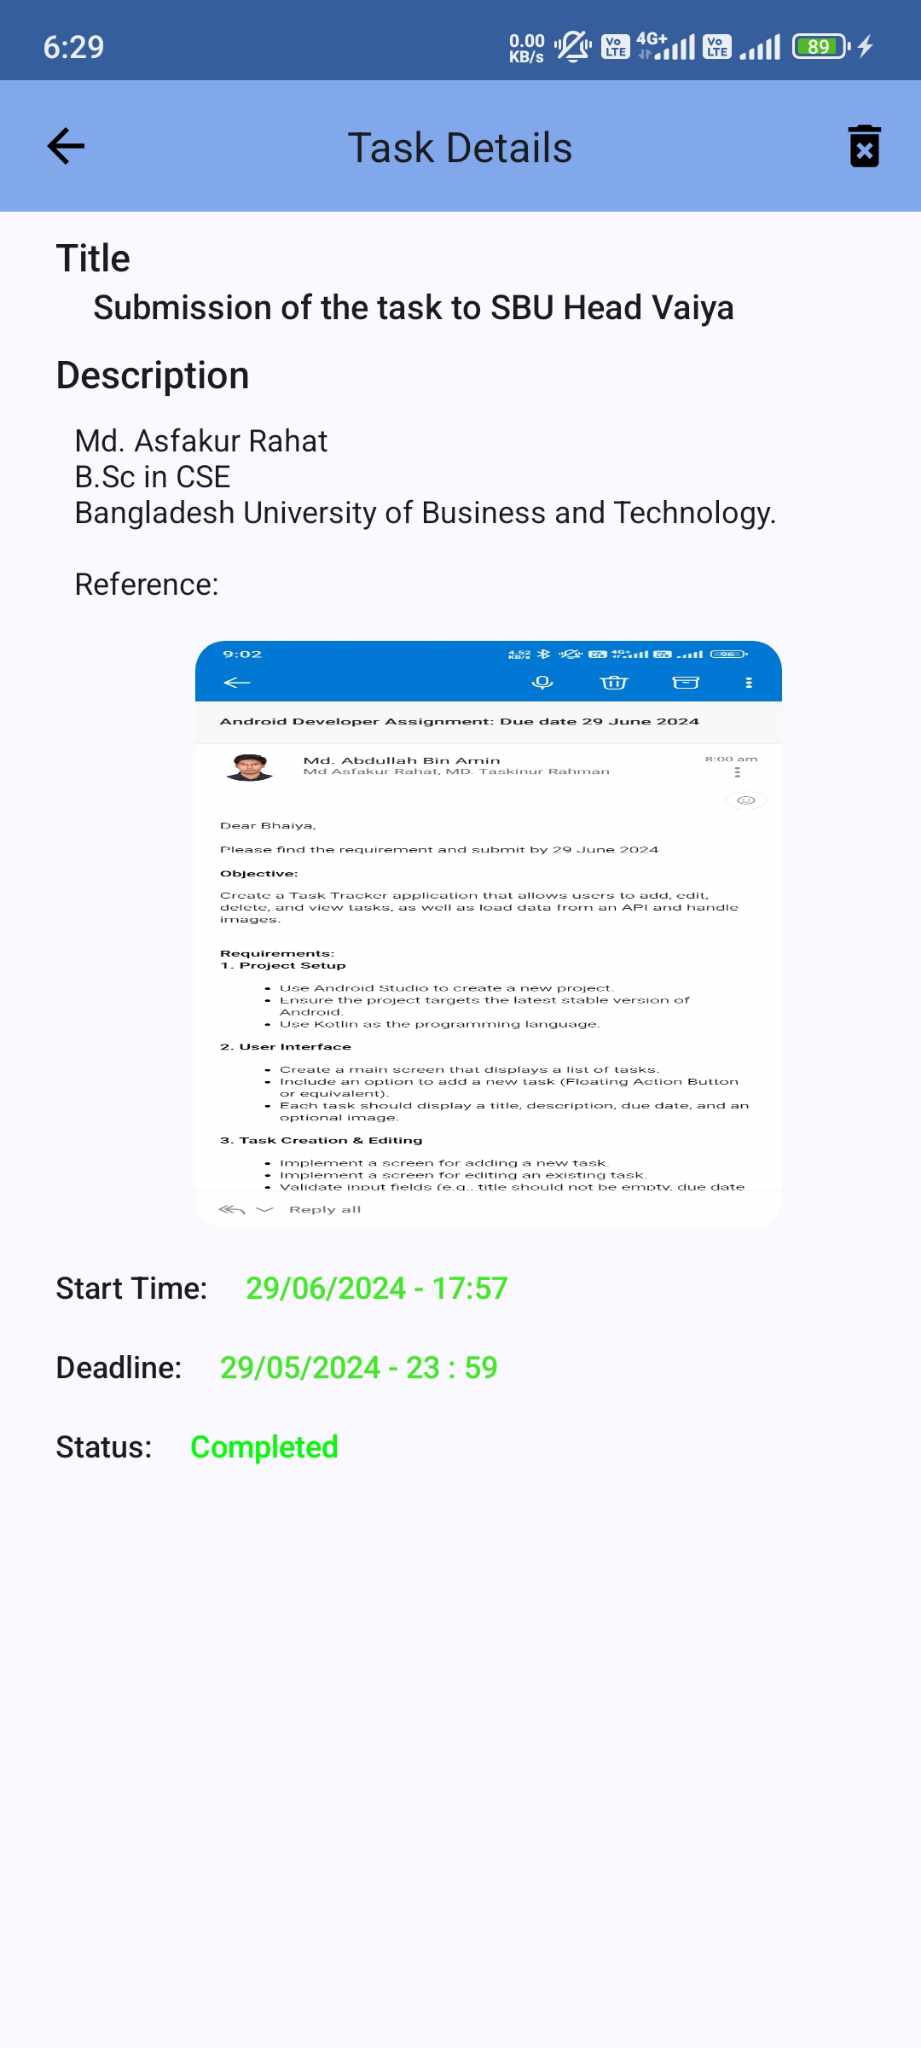 6:29
0.00
KB/s
Vo
LTE
4G+
Vo
LTE
89
Task Details
Title
Submission of the task to SBU Head Vaiya
Description
Md. Asfakur Rahat
B.Sc in CSE
Bangladesh University of Business and Technology.
Reference:
9:02
4.52
KB/s
4G+
96
Android Developer Assignment: Due date 29 June 2024
Md. Abdullah Bin Amin
8:00 am
Md Asfakur Rahat, MD. Taskinur Rahman
Dear Bhaiya,
Please find the requirement and submit by 29 June 2024
Objective:
Create a Task Tracker application that allows users to add, edit,
delete, and view tasks, as well as load data from an API and handle
images.
Requirements:
1. Project Setup
• Use Android Studio to create a new project.
• Ensure the project targets the latest stable version of
Android.
• Use Kotlin as the programming language.
2. User Interface
• Create a main screen that displays a list of tasks.
• Include an option to add a new task (Floating Action Button
or equivalent).
• Each task should display a title, description, due date, and an
optional image.
3. Task Creation & Editing
• Implement a screen for adding a new task.
• Implement a screen for editing an existing task.
• Validate input fields (e.g., title should not be empty, due date
Reply all
Start Time: 29/06/2024 - 17:57
Deadline: 29/05/2024 - 23 : 59
Status: Completed